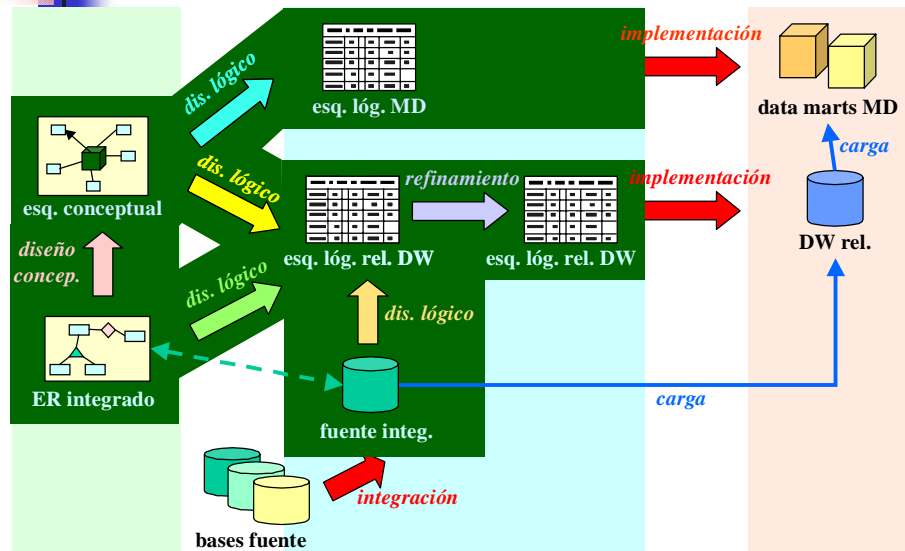 dis. lógico
esq. lóg. MD
implementación
data marts MD
esq. conceptual
dis. lógico
refinamiento
implementación
carga
esq. lóg. rel. DW
esq. lóg. rel. DW
DW rel.
diseño
concep.
dis. lógico
dis. lógico
ER integrado
fuente integ.
carga
integración
bases fuente